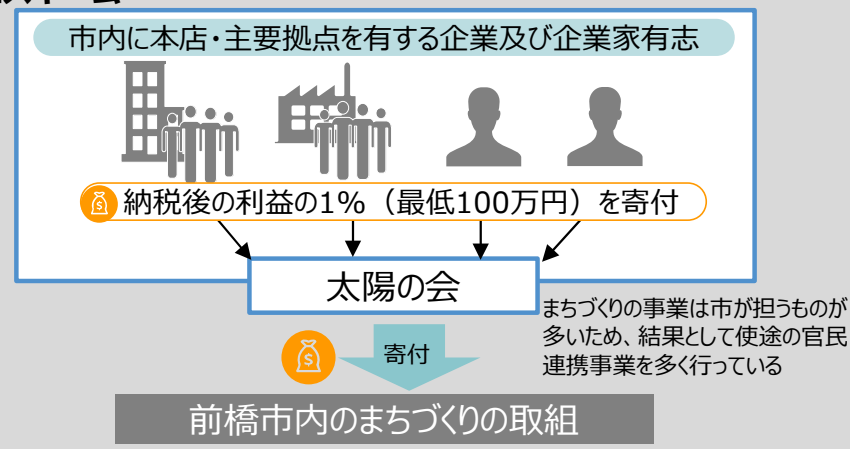 市内に本店・主要拠点を有する企業及び企業家有志
納税後の利益の1%（最低100万円）を寄付
太陽の会
まちづくりの事業は市が担うものが
多いため、結果として使途の官民
連携事業を多く行っている
寄付
前橋市内のまちづくりの取組